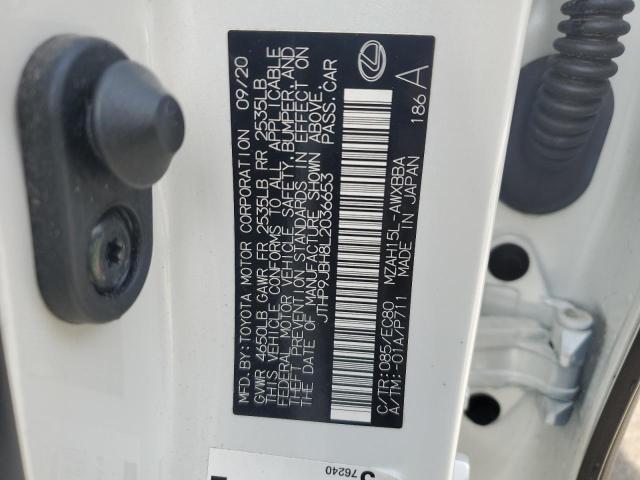 MFD.BY:TOYOTA MOTOR CORPORATION 09/20
GVWR 4650LB GAWR FR 2535LB RR 2535LB
THIS VEHICLE CONFORMS TO ALL APPLICABLE
FEDERAL MOTOR VEHICLE SAFETY, BUMPER, AND
THEFT PREVENTION STANDARDS IN EFFECT ON
THE DATE OF MANUFACTURE SHOWN ABOVE.
JTHP9JBH8L2036653 PASS.CAR
C/TR:085/EC80 MZAH15L-AWXBBA
A/TM:-01A/P711 MADE IN JAPAN
186 A
76240